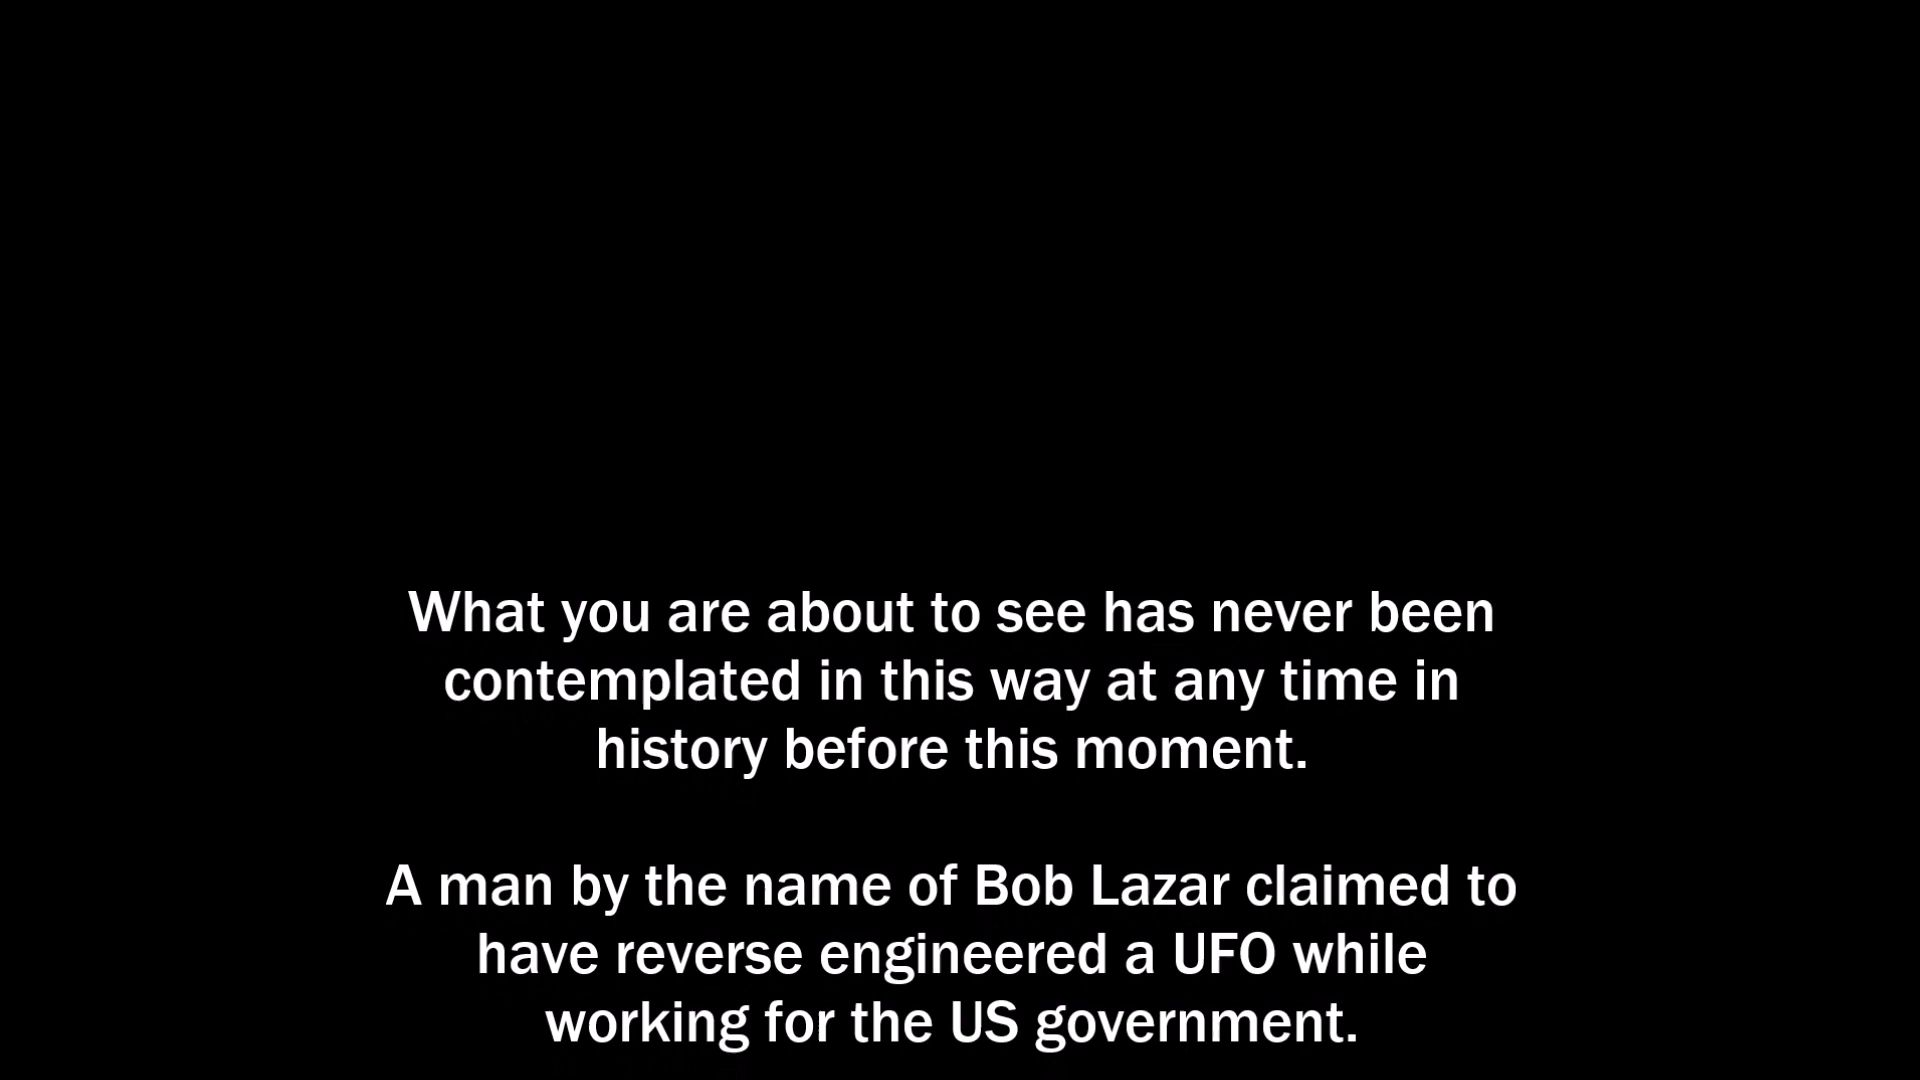 What you are about to see has never been
contemplated in this way at any time in
history before this moment.
A man by the name of Bob Lazar claimed to
have reverse engineered a UFO while
working for the US government.